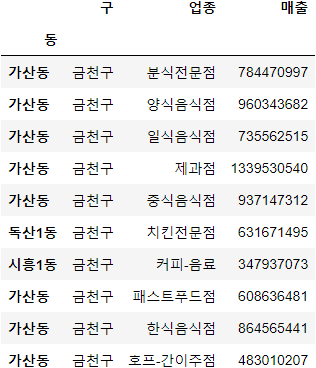 구 업종 매출
동
가산동 금천구 분식전문점 784470997
가산동 금천구 양식음식점 960343682
가산동 금천구 일식음식점 735562515
가산동 금천구 제과점 1339530540
가산동 금천구 중식음식점 937147312
독산1동 금천구 치킨전문점 631671495
시흥1동 금천구 커피-음료 347937073
가산동 금천구 패스트푸드점 608636481
가산동 금천구 한식음식점 864565441
가산동 금천구 호프-간이주점 483010207